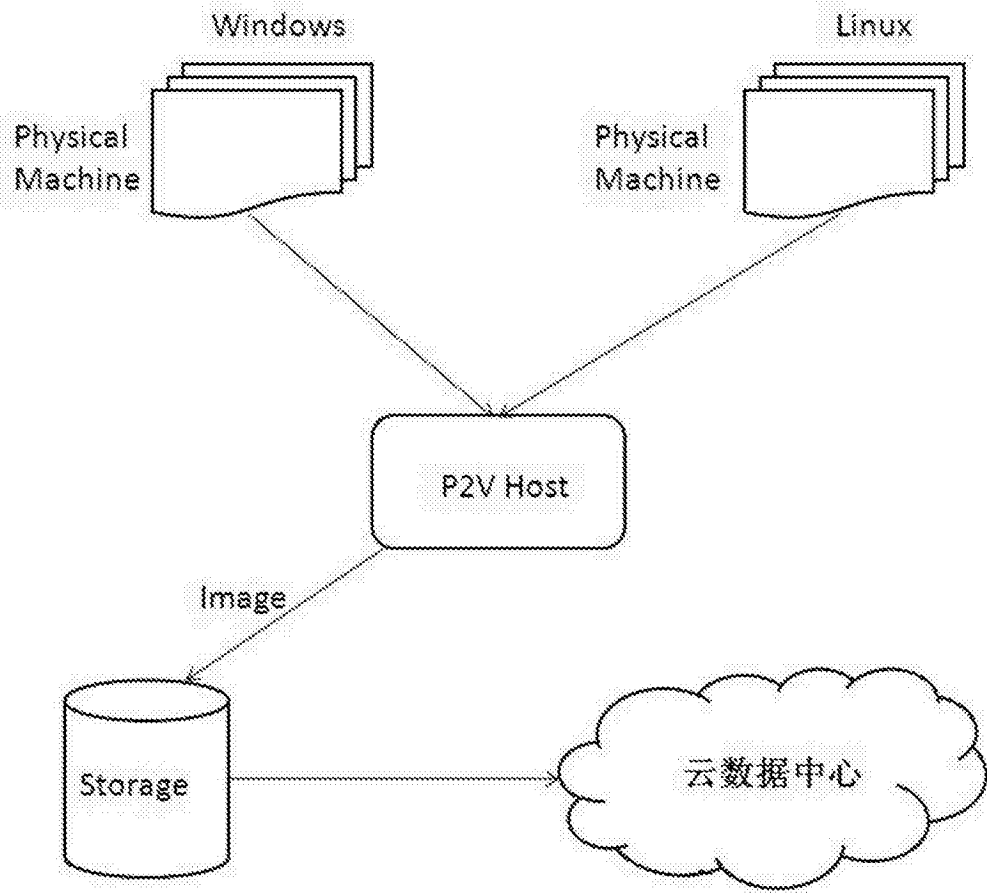 Windows
Linux
Physical
Machine
Physical
Machine
P2V Host
Image
Storage
云数据中心